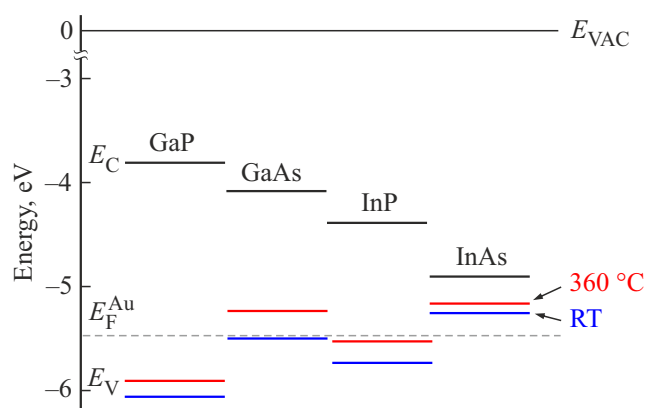 0
E_VAC
–3
GaP
E_C
GaAs
–4
InP
InAs
–5
360 °C
E_F^Au
RT
E_V
–6
Energy, eV